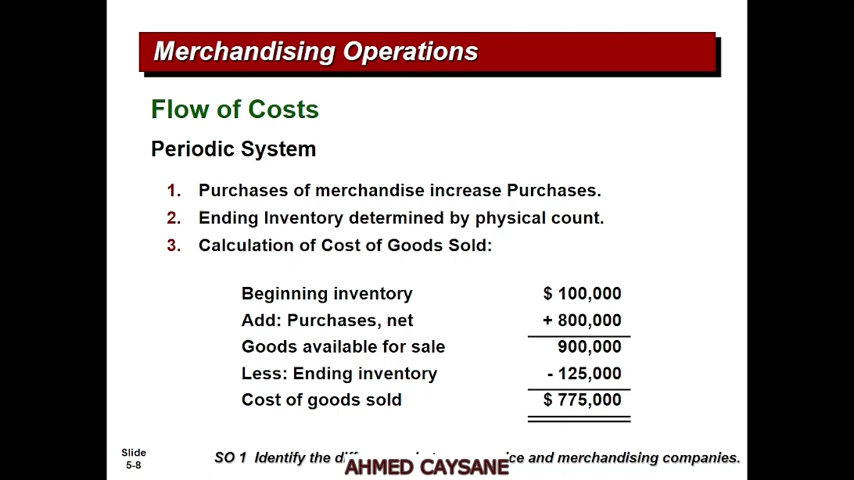 Merchandising Operations
Flow of Costs
Periodic System
1. Purchases of merchandise increase Purchases.
2. Ending Inventory determined by physical count.
3. Calculation of Cost of Goods Sold:
Beginning inventory $ 100,000
Add: Purchases, net + 800,000
Goods available for sale 900,000
Less: Ending inventory - 125,000
Cost of goods sold $ 775,000
Slide
5-8
SO 1 Identify the and merchandising companies.
AHMED CAYSANE